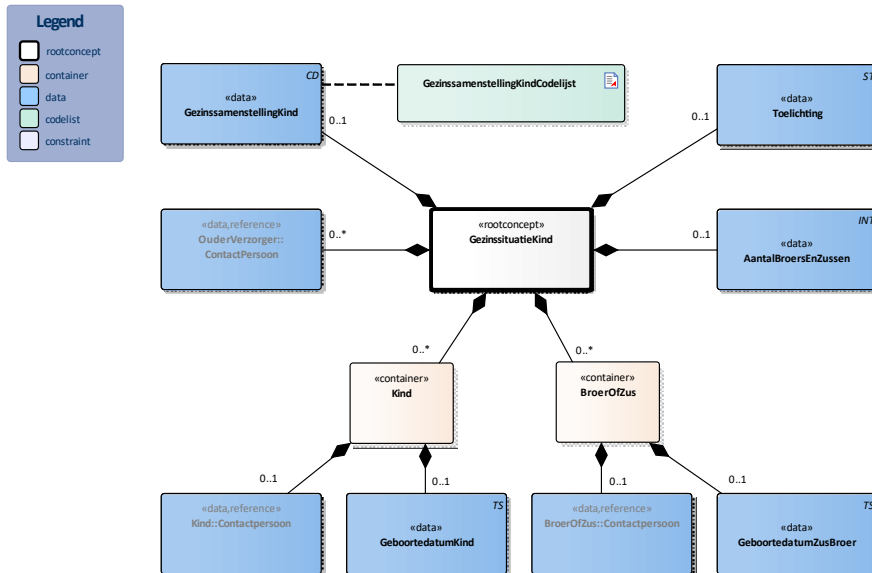 Legend
rootconcept
container
data
codelist
constraint
CD
«data»
GezinssamenstellingKind
GezinssamenstellingKindCodelijst
ST
«data»
Toelichting
0..1
0..1
«data,reference»
OuderVerzorger::
ContactPersoon
0..*
«rootconcept»
GezinssituatieKind
0..1
INT
«data»
AantalBroersEnZussen
0..*
0..*
«container»
Kind
«container»
BroerOfZus
0..1
0..1
0..1
0..1
«data,reference»
Kind::Contactpersoon
TS
«data»
GeboortedatumKind
«data,reference»
BroerOfZus::Contactpersoon
TS
«data»
GeboortedatumZusBroer